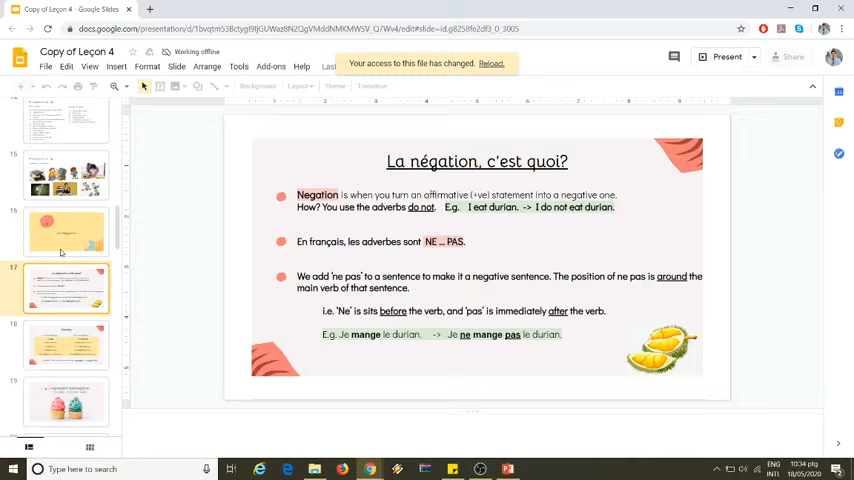 Copy of Leçon 4 - Google Slides
docs.google.com/presentation/d/1bvqtm53BctygI9ljGUWaz8N2QgVMddNMKMWSV_Q7Wv4/edit#slide=id.g8258fe2df3_0_3005
Copy of Leçon 4
Working offline
File Edit View Insert Format Slide Arrange Tools Add-ons Help
Your access to this file has changed. Reload.
Present
Share
Background Layout Theme Transition
15
16
17
18
19
La négation, c'est quoi?
Negation is when you turn an affirmative (+ve) statement into a negative one.
How? You use the adverbs do not. E.g. I eat durian. -> I do not eat durian.
En français, les adverbes sont NE ... PAS.
We add 'ne pas' to a sentence to make it a negative sentence. The position of ne pas is around the
main verb of that sentence.
i.e. 'Ne' is sits before the verb, and 'pas' is immediately after the verb.
E.g. Je mange le durian. -> Je ne mange pas le durian.
Type here to search
ENG
INTL
10:34 ptg
18/05/2020